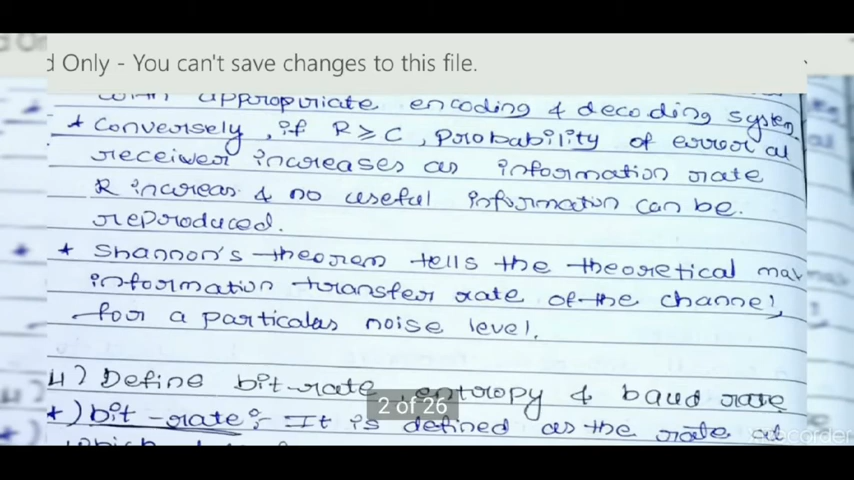 d Only - You can't save changes to this file.
with appropriate encoding & decoding system.
* Conversely, if R ≥ C, probability of error at
receiver increases as information rate
R increas & no useful informaton can be.
reproduced.
* Shannon's theorem tells the theoretical max
information transfer rate of the channel,
for a particular noise level.
4) Define bit-rate, entropy & baud rate
2 of 26
*) bit-rate :- It is defined as the rate at
which